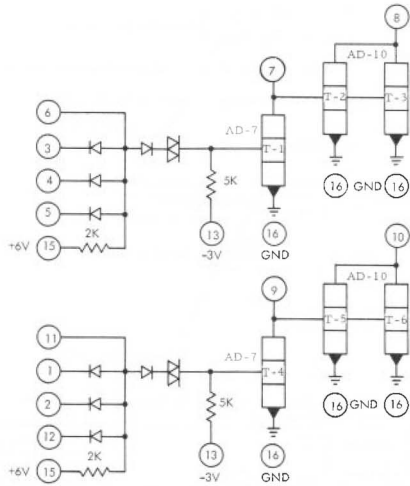 8
AD-10
7
6
T-2
T-3
AD-7
3
T-1
4
5K
5
16 GND 16
2K
+6V 15
13
16
-3V
GND
10
AD-10
9
11
T-5
T-6
AD-7
1
T-4
2
5K
12
16 GND 16
2K
+6V 15
13
16
-3V
GND